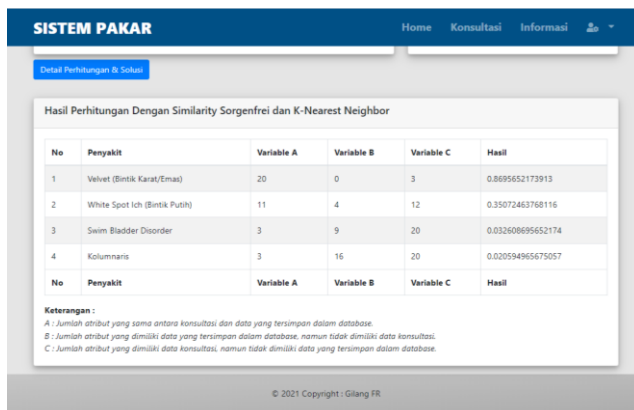 SISTEM PAKAR Home Konsultasi Informasi
Detail Perhitungan & Solusi
Hasil Perhitungan Dengan Similarity Sorgenfrei dan K-Nearest Neighbor
No Penyakit Variable A Variable B Variable C Hasil
1 Velvet (Bintik Karat/Emas) 20 0 3 0.8695652173913
2 White Spot Ich (Bintik Putih) 11 4 12 0.35072463768116
3 Swim Bladder Disorder 3 9 20 0.032608695652174
4 Kolumnaris 3 16 20 0.020594965675057
No Penyakit Variable A Variable B Variable C Hasil
Keterangan :
A : Jumlah atribut yang sama antara konsultasi dan data yang tersimpan dalam database.
B : Jumlah atribut yang dimiliki data yang tersimpan dalam database, namun tidak dimiliki data konsultasi.
C : Jumlah atribut yang dimiliki data konsultasi, namun tidak dimiliki data yang tersimpan dalam database.
© 2021 Copyright : Gilang FR